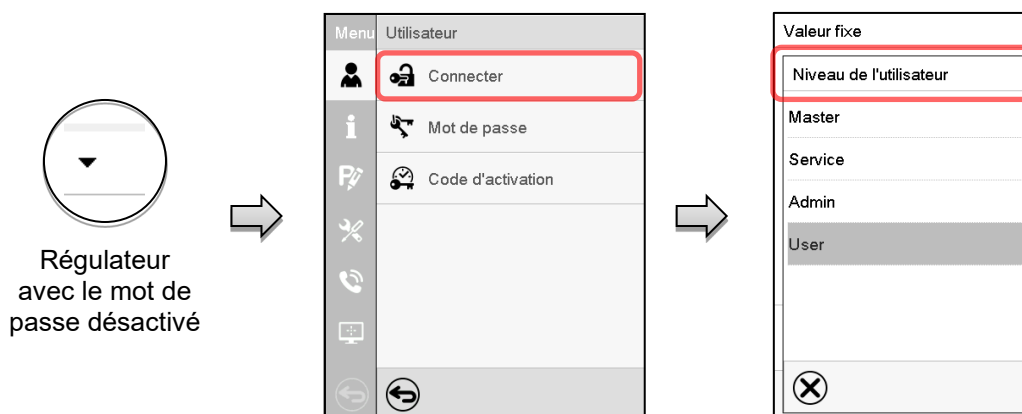 Régulateur
avec le mot de
passe désactivé
Menu
Utilisateur
Connecter
Mot de passe
Code d'activation
Valeur fixe
Niveau de l'utilisateur
Master
Service
Admin
User